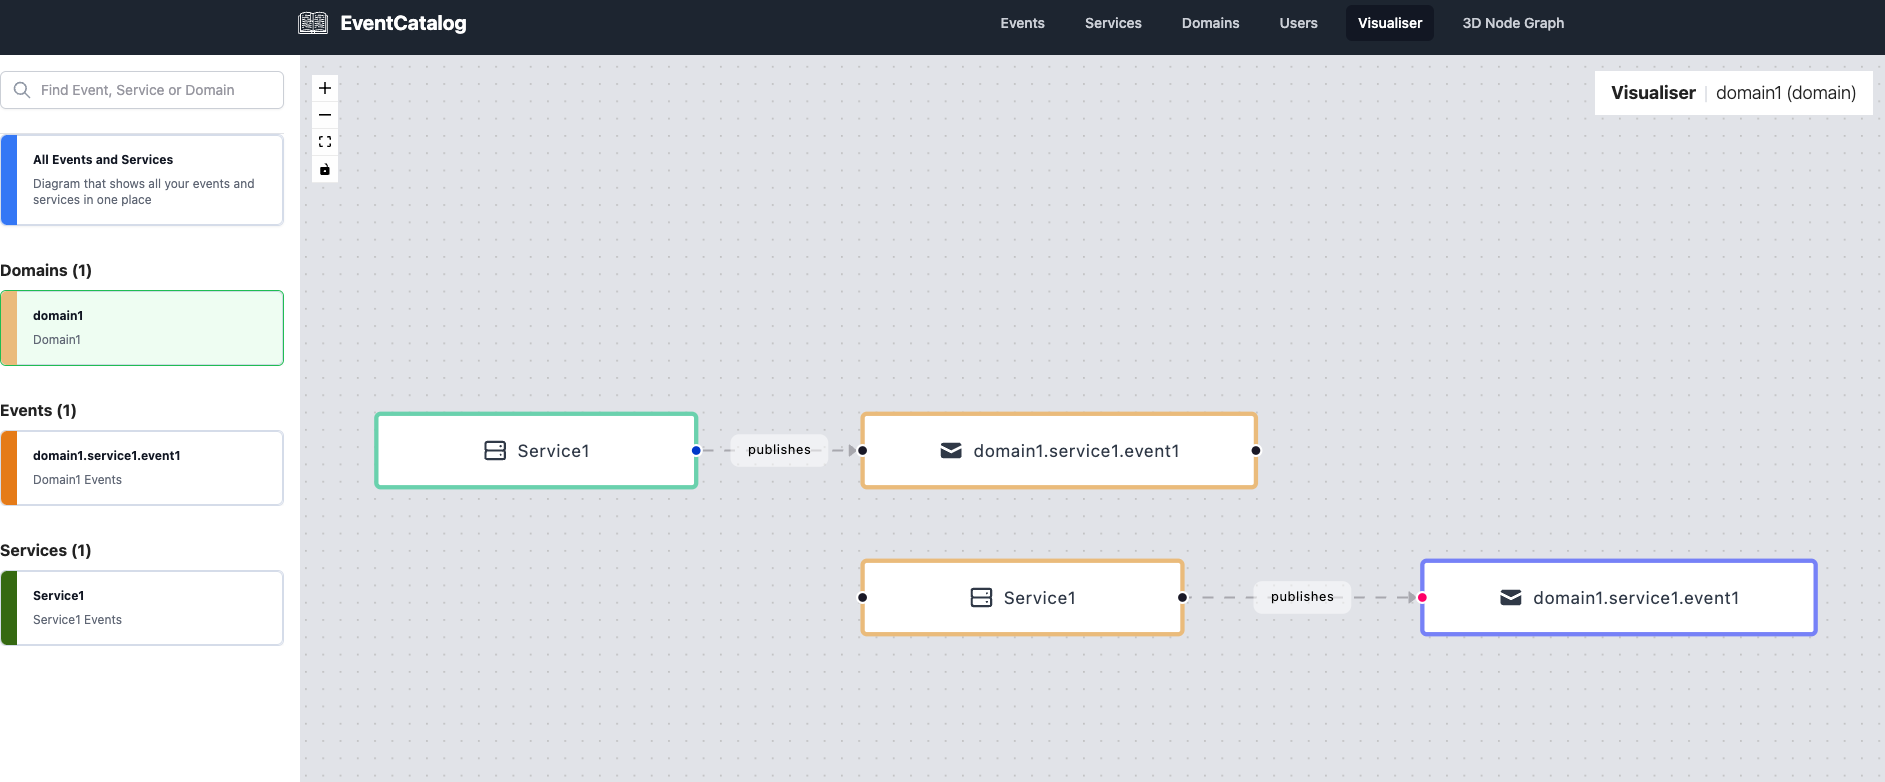 EventCatalog
Events
Services
Domains
Users
Visualiser
3D Node Graph
Find Event, Service or Domain
Visualiser | domain1 (domain)
All Events and Services
Diagram that shows all your events and
services in one place
Domains (1)
domain1
Domain1
Events (1)
domain1.service1.event1
Domain1 Events
Services (1)
Service1
Service1 Events
Service1
publishes
domain1.service1.event1
Service1
publishes
domain1.service1.event1